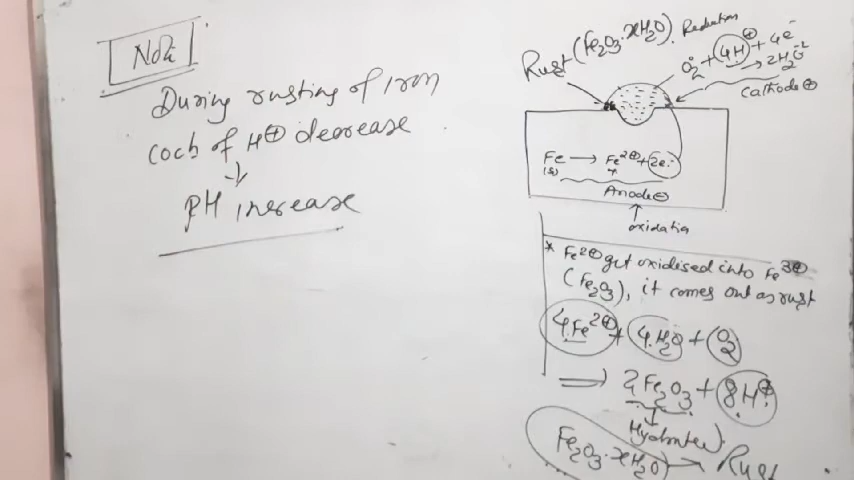 Note
During rusting of iron
conc of H⊕ decrease
↓
pH increase
Rust (Fe2O3·xH2O). Reduction
O2 + 4H⊕ + 4e
→ 2H2O
Cathode ⊕
Fe → Fe2⊕ + 2e
(s)
Anode ⊖
↑
oxidation
* Fe2⊕ get oxidised into Fe3⊕
(Fe2O3), it comes out as rust
4Fe2⊕ + 4H2O + O2
⇒ 2Fe2O3 + 8H⊕
↓
Hydrated
Fe2O3·xH2O → Rust